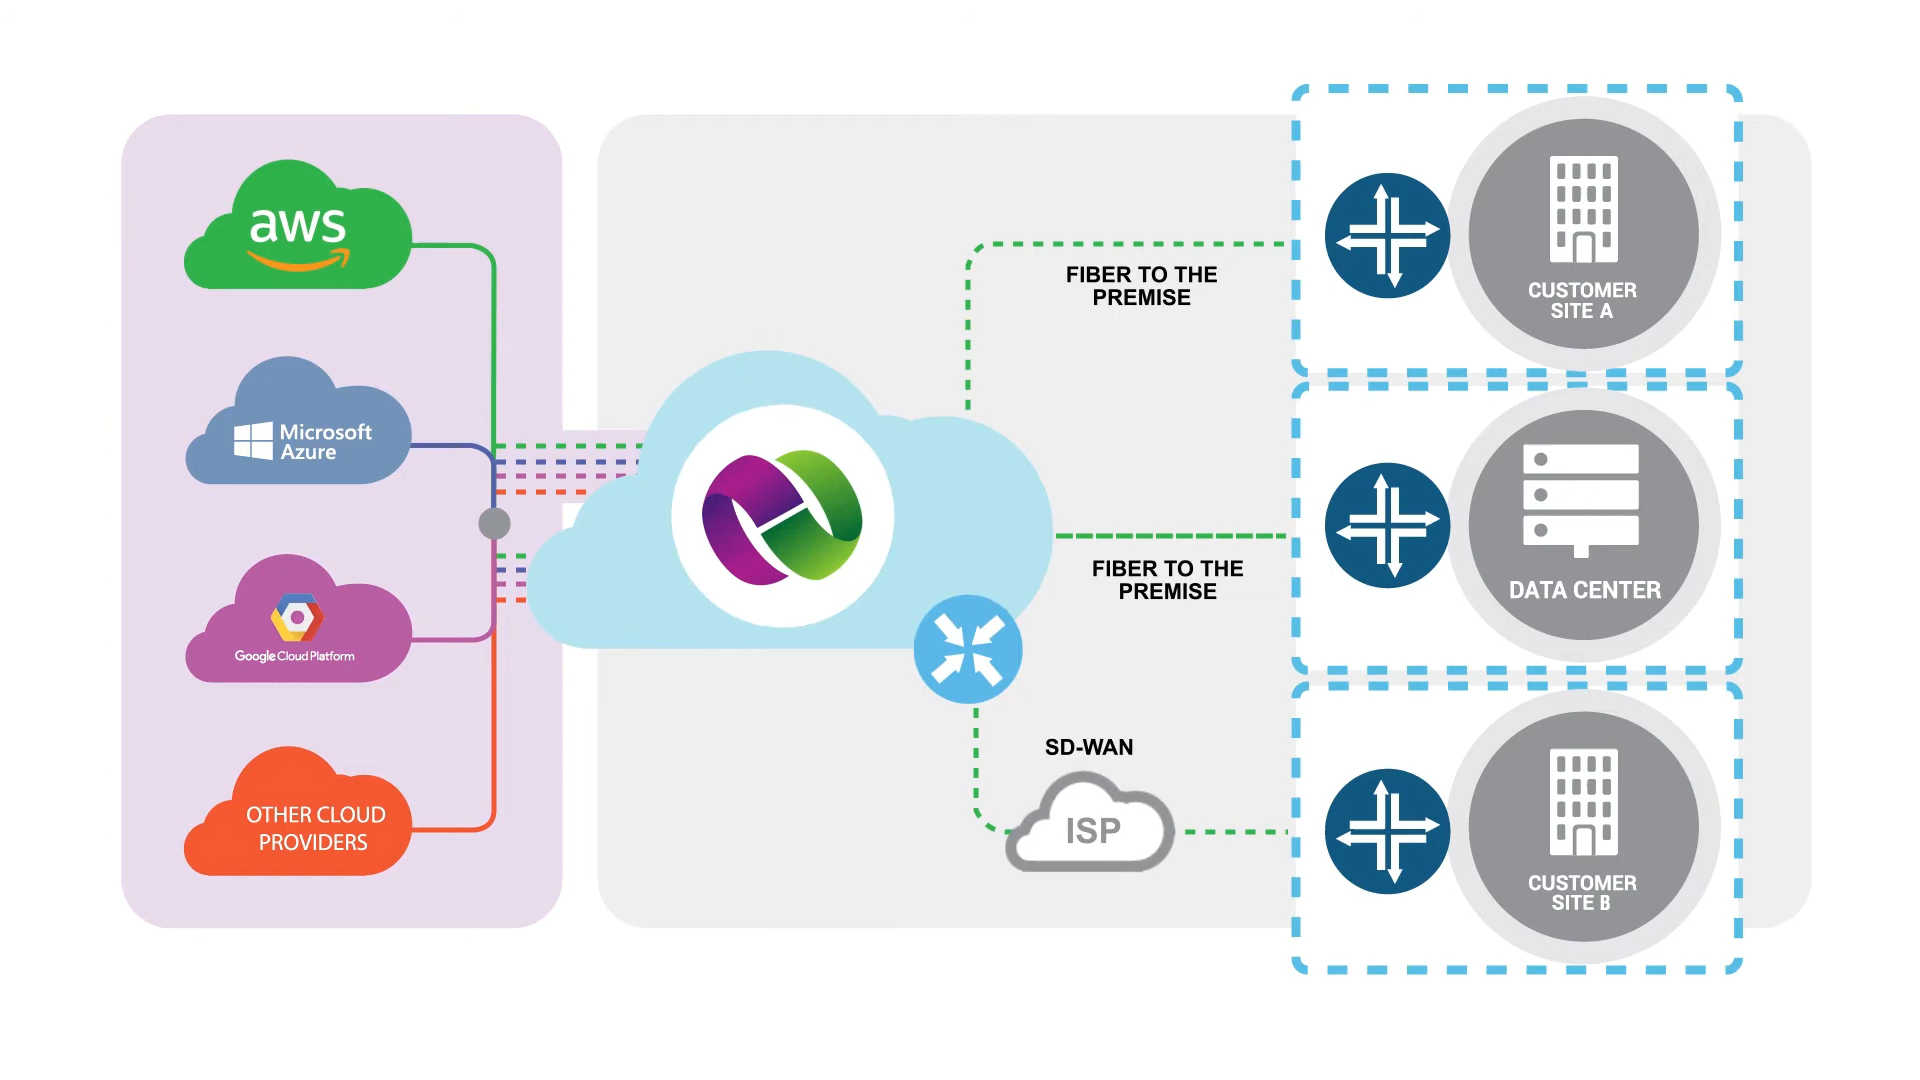 aws
Microsoft
Azure
Google Cloud Platform
OTHER CLOUD
PROVIDERS
FIBER TO THE
PREMISE
FIBER TO THE
PREMISE
SD-WAN
ISP
CUSTOMER
SITE A
DATA CENTER
CUSTOMER
SITE B